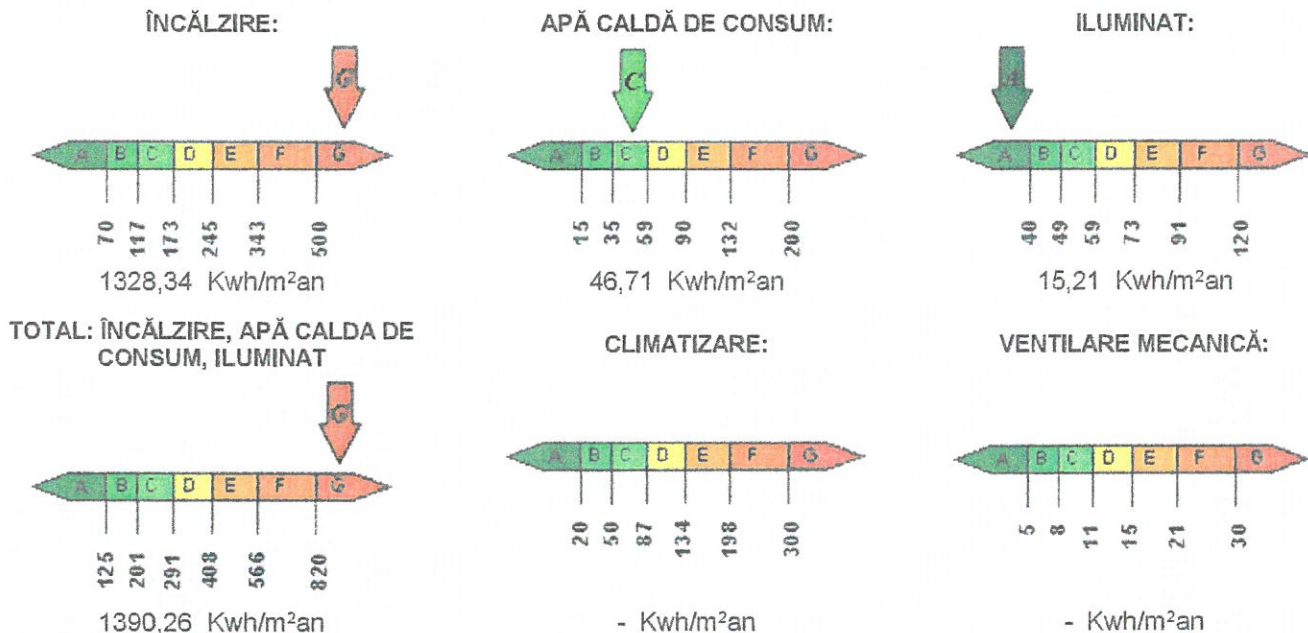 ÎNCĂLZIRE:
G
A B C D E F G
70 117 173 245 343 500
1328,34 Kwh/m²an
APĂ CALDĂ DE CONSUM:
C
A B C D E F G
15 35 59 90 132 200
46,71 Kwh/m²an
ILUMINAT:
A
A B C D E F G
40 49 59 73 91 120
15,21 Kwh/m²an
TOTAL: ÎNCĂLZIRE, APĂ CALDA DE
CONSUM, ILUMINAT
G
A B C D E F G
125 201 291 408 566 820
1390,26 Kwh/m²an
CLIMATIZARE:
A B C D E F G
20 50 87 134 198 300
- Kwh/m²an
VENTILARE MECANICĂ:
A B C D E F G
5 8 11 15 21 30
- Kwh/m²an